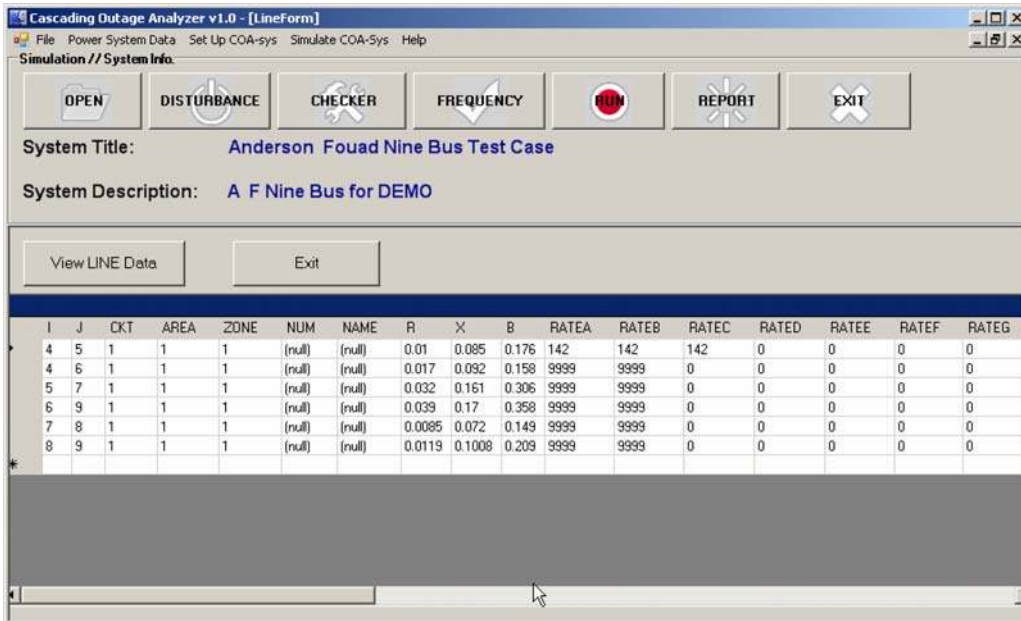 Cascading Outage Analyzer v1.0 - [LineForm]
File Power System Data Set Up COA-sys Simulate COA-Sys Help
Simulation // System Info.
OPEN DISTURBANCE CHECKER FREQUENCY RUN REPORT EXIT
System Title: Anderson Fouad Nine Bus Test Case
System Description: A F Nine Bus for DEMO
View LINE Data Exit
I J CKT AREA ZONE NUM NAME R X B RATEA RATEB RATEC RATED RATEE RATEF RATEG
4 5 1 1 1 (null) (null) 0.01 0.085 0.176 142 142 142 0 0 0 0
4 6 1 1 1 (null) (null) 0.017 0.092 0.158 9999 9999 0 0 0 0 0
5 7 1 1 1 (null) (null) 0.032 0.161 0.306 9999 9999 0 0 0 0 0
6 9 1 1 1 (null) (null) 0.039 0.17 0.358 9999 9999 0 0 0 0 0
7 8 1 1 1 (null) (null) 0.0085 0.072 0.149 9999 9999 0 0 0 0 0
8 9 1 1 1 (null) (null) 0.0119 0.1008 0.209 9999 9999 0 0 0 0 0